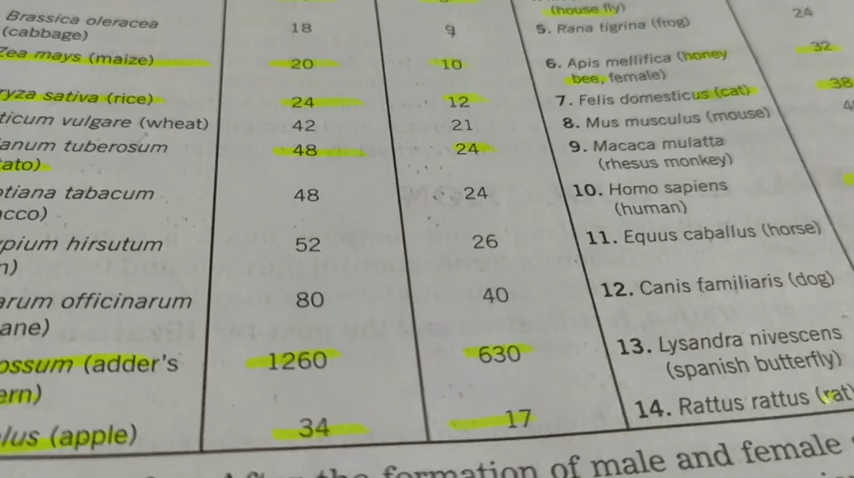 Brassica oleracea 18 9
(cabbage)
Zea mays (maize) 20 10
ryza sativa (rice) 24 12
ticum vulgare (wheat) 42 21
anum tuberosum 48 24
ato)
otiana tabacum 48 24
cco)
pium hirsutum 52 26
n)
arum officinarum 80 40
ane)
ossum (adder's 1260 630
ern)
lus (apple) 34 17
(house fly) 24
5. Rana tigrina (frog)
6. Apis mellifica (honey 32
bee, female)
7. Felis domesticus (cat) 38
8. Mus musculus (mouse)
9. Macaca mulatta
(rhesus monkey)
10. Homo sapiens
(human)
11. Equus caballus (horse)
12. Canis familiaris (dog)
13. Lysandra nivescens
(spanish butterfly)
14. Rattus rattus (rat)
After the formation of male and female